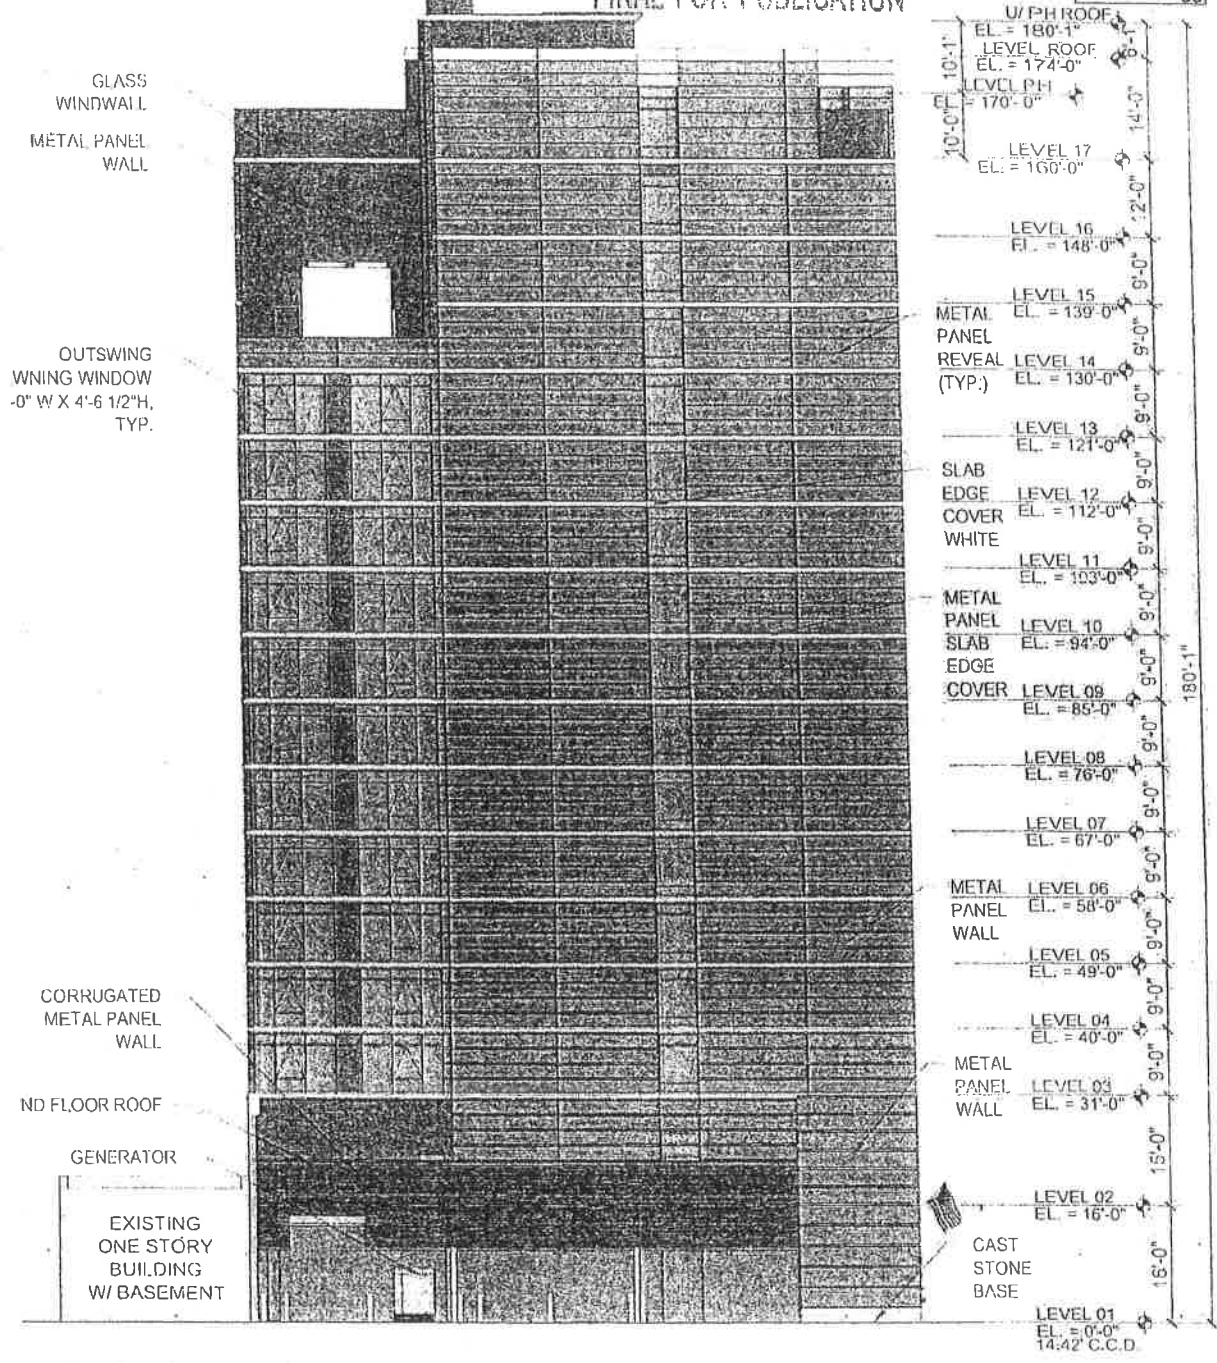 FINAL FOR PUBLICATION
U/ PH ROOF
EL. = 180'-1"
LEVEL ROOF
EL. = 174'-0"
LEVEL PH
EL. = 170'-0"
LEVEL 17
EL. = 160'-0"
LEVEL 16
EL. = 148'-0"
LEVEL 15
EL. = 139'-0"
LEVEL 14
EL. = 130'-0"
LEVEL 13
EL. = 121'-0"
LEVEL 12
EL. = 112'-0"
LEVEL 11
EL. = 103'-0"
LEVEL 10
EL. = 94'-0"
LEVEL 09
EL. = 85'-0"
LEVEL 08
EL. = 76'-0"
LEVEL 07
EL. = 67'-0"
LEVEL 06
EL. = 58'-0"
LEVEL 05
EL. = 49'-0"
LEVEL 04
EL. = 40'-0"
LEVEL 03
EL. = 31'-0"
LEVEL 02
EL. = 16'-0"
LEVEL 01
EL. = 0'-0"
14.42' C.C.D.
10'-1"
10'-0"
6'-1"
14'-0"
12'-0"
9'-0"
9'-0"
9'-0"
9'-0"
9'-0"
9'-0"
9'-0"
9'-0"
9'-0"
9'-0"
9'-0"
9'-0"
9'-0"
15'-0"
16'-0"
180'-1"
GLASS
WINDWALL
METAL PANEL
WALL
OUTSWING
WNING WINDOW
-0" W X 4'-6 1/2"H,
TYP.
CORRUGATED
METAL PANEL
WALL
ND FLOOR ROOF
GENERATOR
EXISTING
ONE STORY
BUILDING
W/ BASEMENT
METAL
PANEL
REVEAL
(TYP.)
SLAB
EDGE
COVER
WHITE
METAL
PANEL
SLAB
EDGE
COVER
METAL
PANEL
WALL
METAL
PANEL
WALL
CAST
STONE
BASE